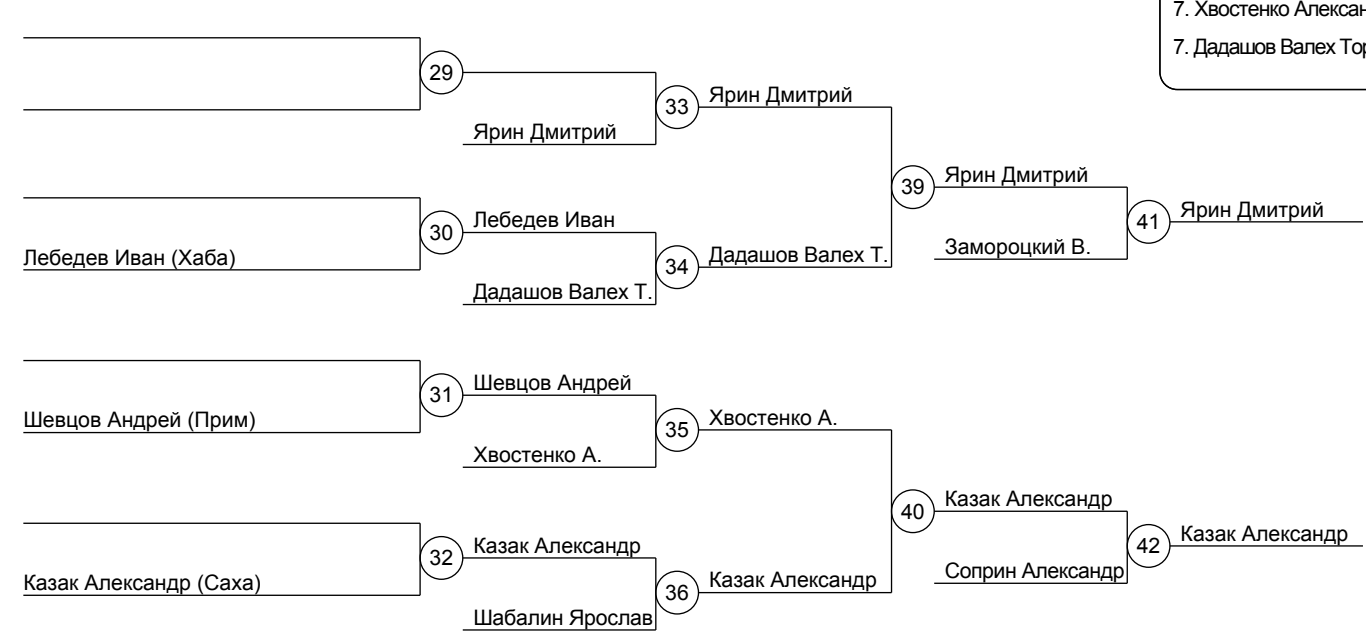 7. Хвостенко Алексан
7. Дадашов Валех Тор
29
33
Ярин Дмитрий
Ярин Дмитрий
39
Ярин Дмитрий
41
Ярин Дмитрий
30
Лебедев Иван
Лебедев Иван (Хаба)
34
Дадашов Валех Т.
Замороцкий В.
Дадашов Валех Т.
31
Шевцов Андрей
Шевцов Андрей (Прим)
35
Хвостенко А.
Хвостенко А.
40
Казак Александр
42
Казак Александр
32
Казак Александр
Казак Александр (Саха)
36
Казак Александр
Соприн Александр
Шабалин Ярослав